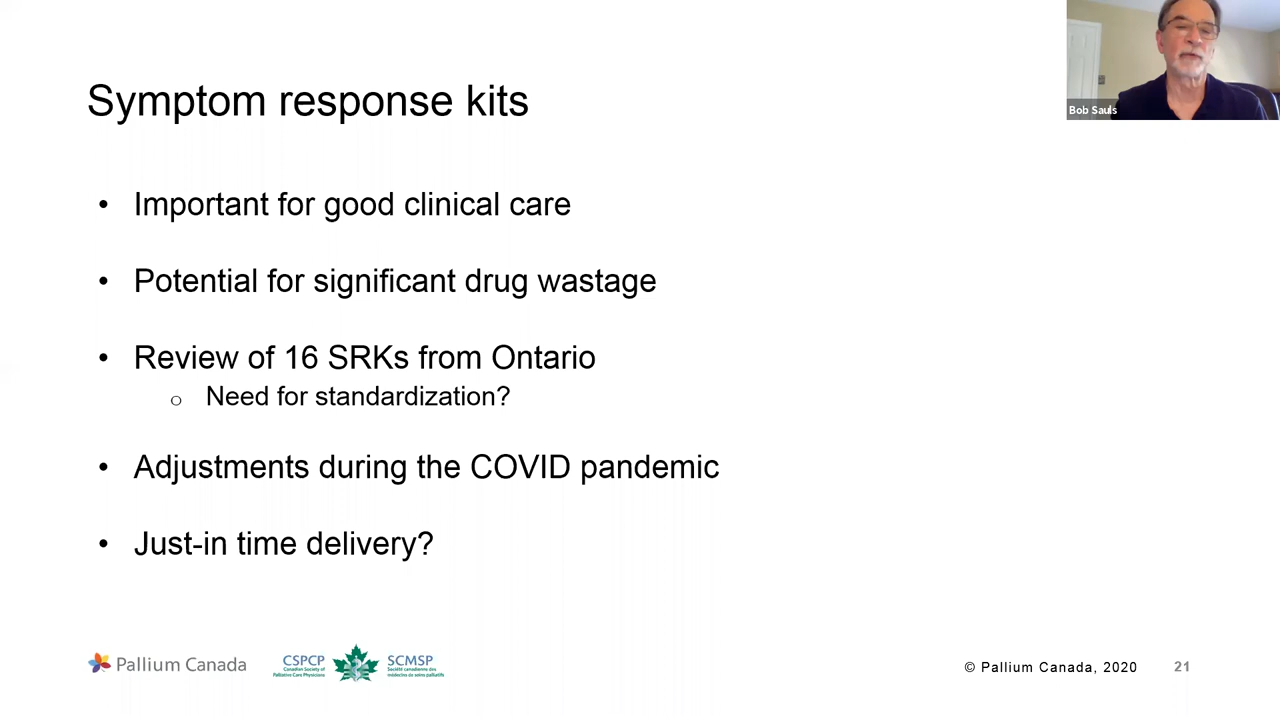 Symptom response kits
Bob Sauls
• Important for good clinical care
• Potential for significant drug wastage
• Review of 16 SRKs from Ontario
o Need for standardization?
• Adjustments during the COVID pandemic
• Just-in time delivery?
Pallium Canada
CSPCP
Canadian Society of
Palliative Care Physicians
SCMSP
Société canadienne des
médecins de soins palliatifs
© Pallium Canada, 2020
21